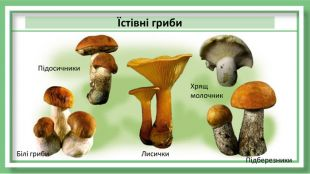 Їстівні гриби
Підосичники
Хрящ
молочник
Білі гриби
Лисички
Підберезники